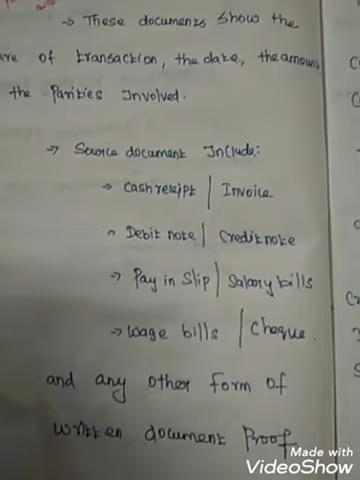 → These documents show the
are of transaction, the date, the amount
the Parities Involved.
→ Source document Include:
→ Cash receipt / Invoice
→ Debit note / Credit note
→ Pay in Slip / Salary bills
→ Wage bills / Cheque.
and any other form of
written document Proof
Made with
VideoShow